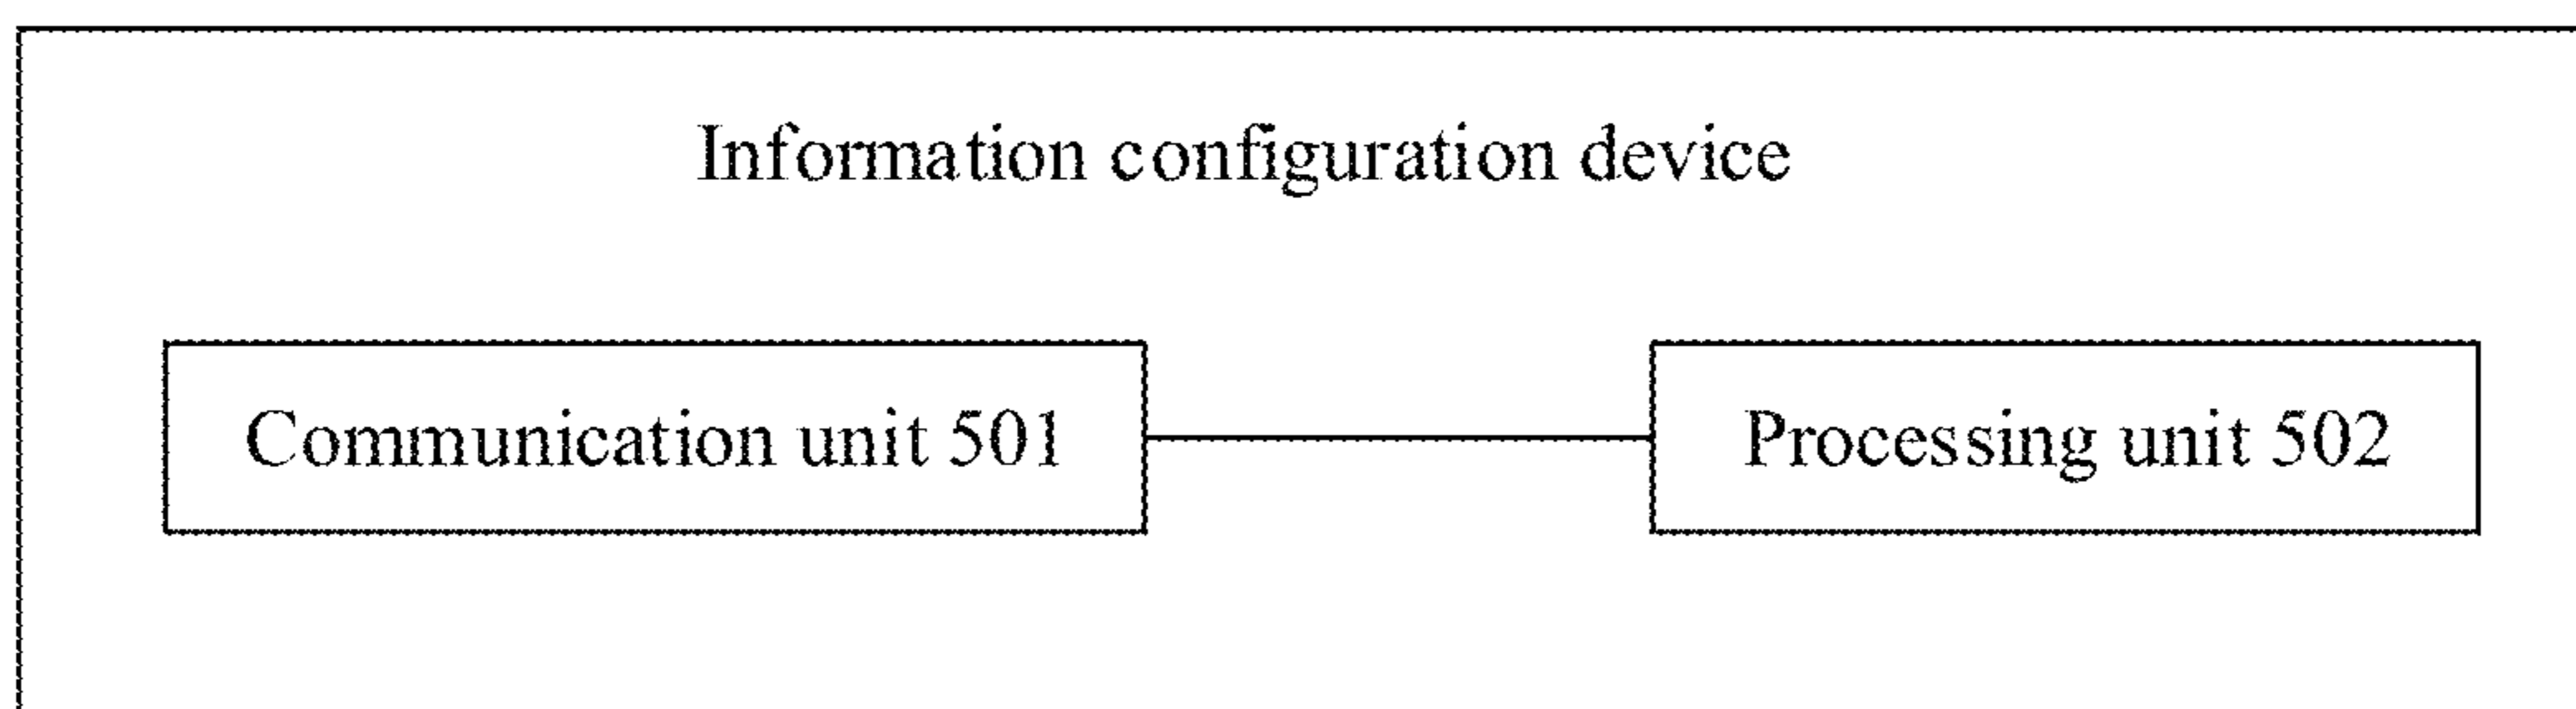 Information configuration device
Communication unit 501
Processing unit 502